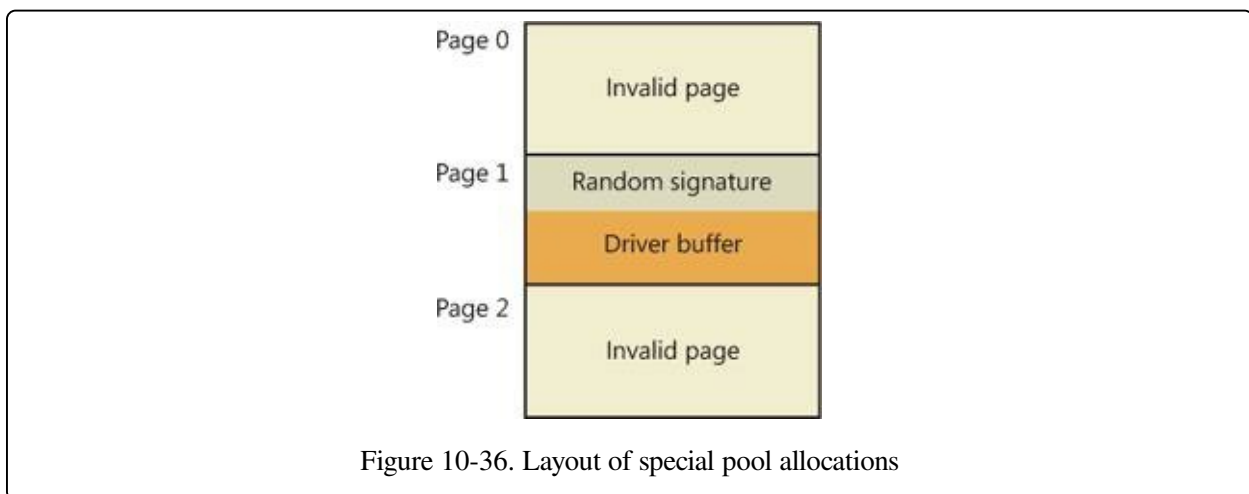 Page 0
Invalid page
Page 1
Random signature
Driver buffer
Page 2
Invalid page
Figure 10-36. Layout of special pool allocations